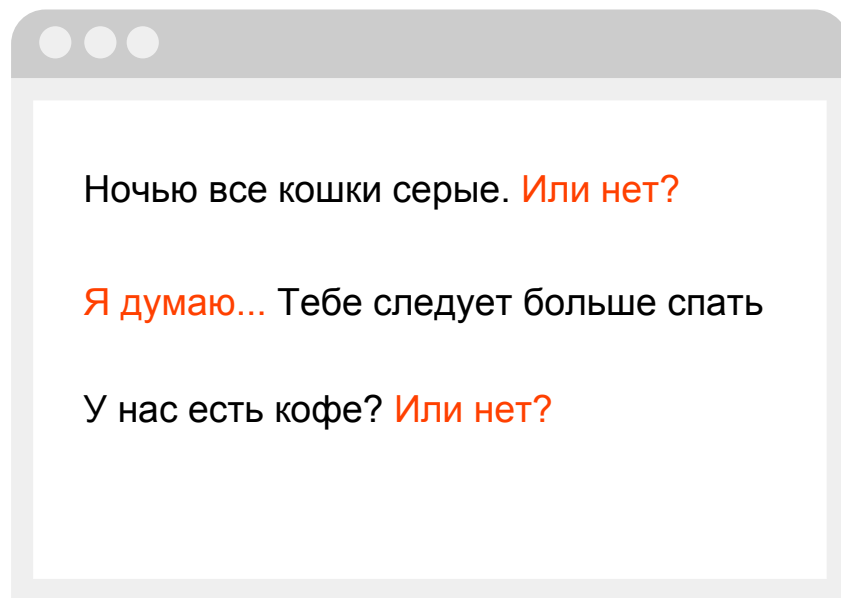 Ночью все кошки серые. Или нет?
Я думаю... Тебе следует больше спать
У нас есть кофе? Или нет?